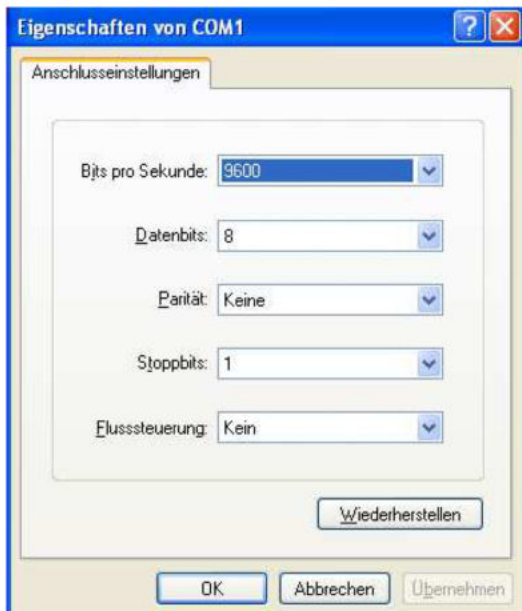 Eigenschaften von COM1
Anschlusseinstellungen
Bits pro Sekunde: 9600
Datenbits: 8
Parität: Keine
Stoppbits: 1
Flusssteuerung: Kein
Wiederherstellen
OK Abbrechen Übernehmen